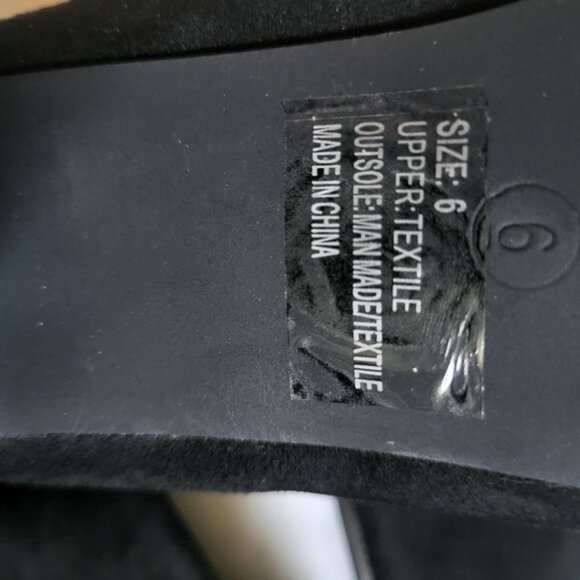 SIZE: 6
UPPER: TEXTILE
OUTSOLE: MAN MADE/TEXTILE
MADE IN CHINA
6